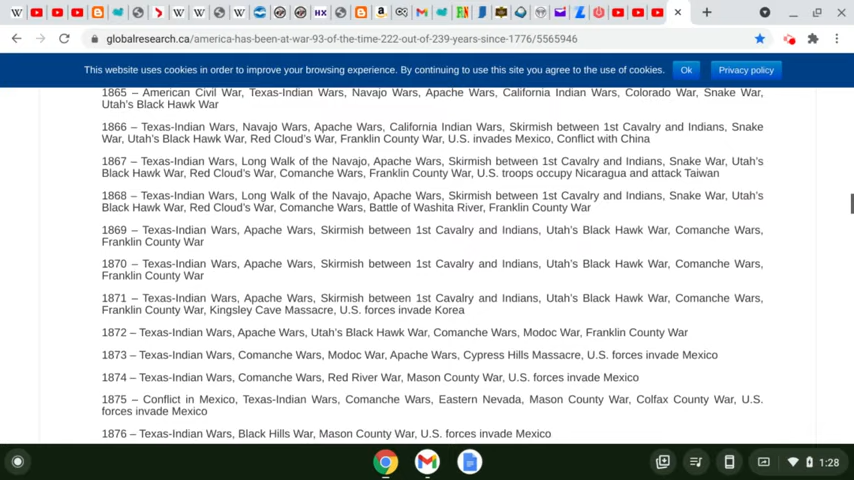 globalresearch.ca/america-has-been-at-war-93-of-the-time-222-out-of-239-years-since-1776/5565946
This website uses cookies in order to improve your browsing experience. By continuing to use this site you agree to the use of cookies. Ok Privacy policy
1865 – American Civil War, Texas-Indian Wars, Navajo Wars, Apache Wars, California Indian Wars, Colorado War, Snake War,
Utah's Black Hawk War
1866 – Texas-Indian Wars, Navajo Wars, Apache Wars, California Indian Wars, Skirmish between 1st Cavalry and Indians, Snake
War, Utah's Black Hawk War, Red Cloud's War, Franklin County War, U.S. invades Mexico, Conflict with China
1867 – Texas-Indian Wars, Long Walk of the Navajo, Apache Wars, Skirmish between 1st Cavalry and Indians, Snake War, Utah's
Black Hawk War, Red Cloud's War, Comanche Wars, Franklin County War, U.S. troops occupy Nicaragua and attack Taiwan
1868 – Texas-Indian Wars, Long Walk of the Navajo, Apache Wars, Skirmish between 1st Cavalry and Indians, Snake War, Utah's
Black Hawk War, Red Cloud's War, Comanche Wars, Battle of Washita River, Franklin County War
1869 – Texas-Indian Wars, Apache Wars, Skirmish between 1st Cavalry and Indians, Utah's Black Hawk War, Comanche Wars,
Franklin County War
1870 – Texas-Indian Wars, Apache Wars, Skirmish between 1st Cavalry and Indians, Utah's Black Hawk War, Comanche Wars,
Franklin County War
1871 – Texas-Indian Wars, Apache Wars, Skirmish between 1st Cavalry and Indians, Utah's Black Hawk War, Comanche Wars,
Franklin County War, Kingsley Cave Massacre, U.S. forces invade Korea
1872 – Texas-Indian Wars, Apache Wars, Utah's Black Hawk War, Comanche Wars, Modoc War, Franklin County War
1873 – Texas-Indian Wars, Comanche Wars, Modoc War, Apache Wars, Cypress Hills Massacre, U.S. forces invade Mexico
1874 – Texas-Indian Wars, Comanche Wars, Red River War, Mason County War, U.S. forces invade Mexico
1875 – Conflict in Mexico, Texas-Indian Wars, Comanche Wars, Eastern Nevada, Mason County War, Colfax County War, U.S.
forces invade Mexico
1876 – Texas-Indian Wars, Black Hills War, Mason County War, U.S. forces invade Mexico
1:28